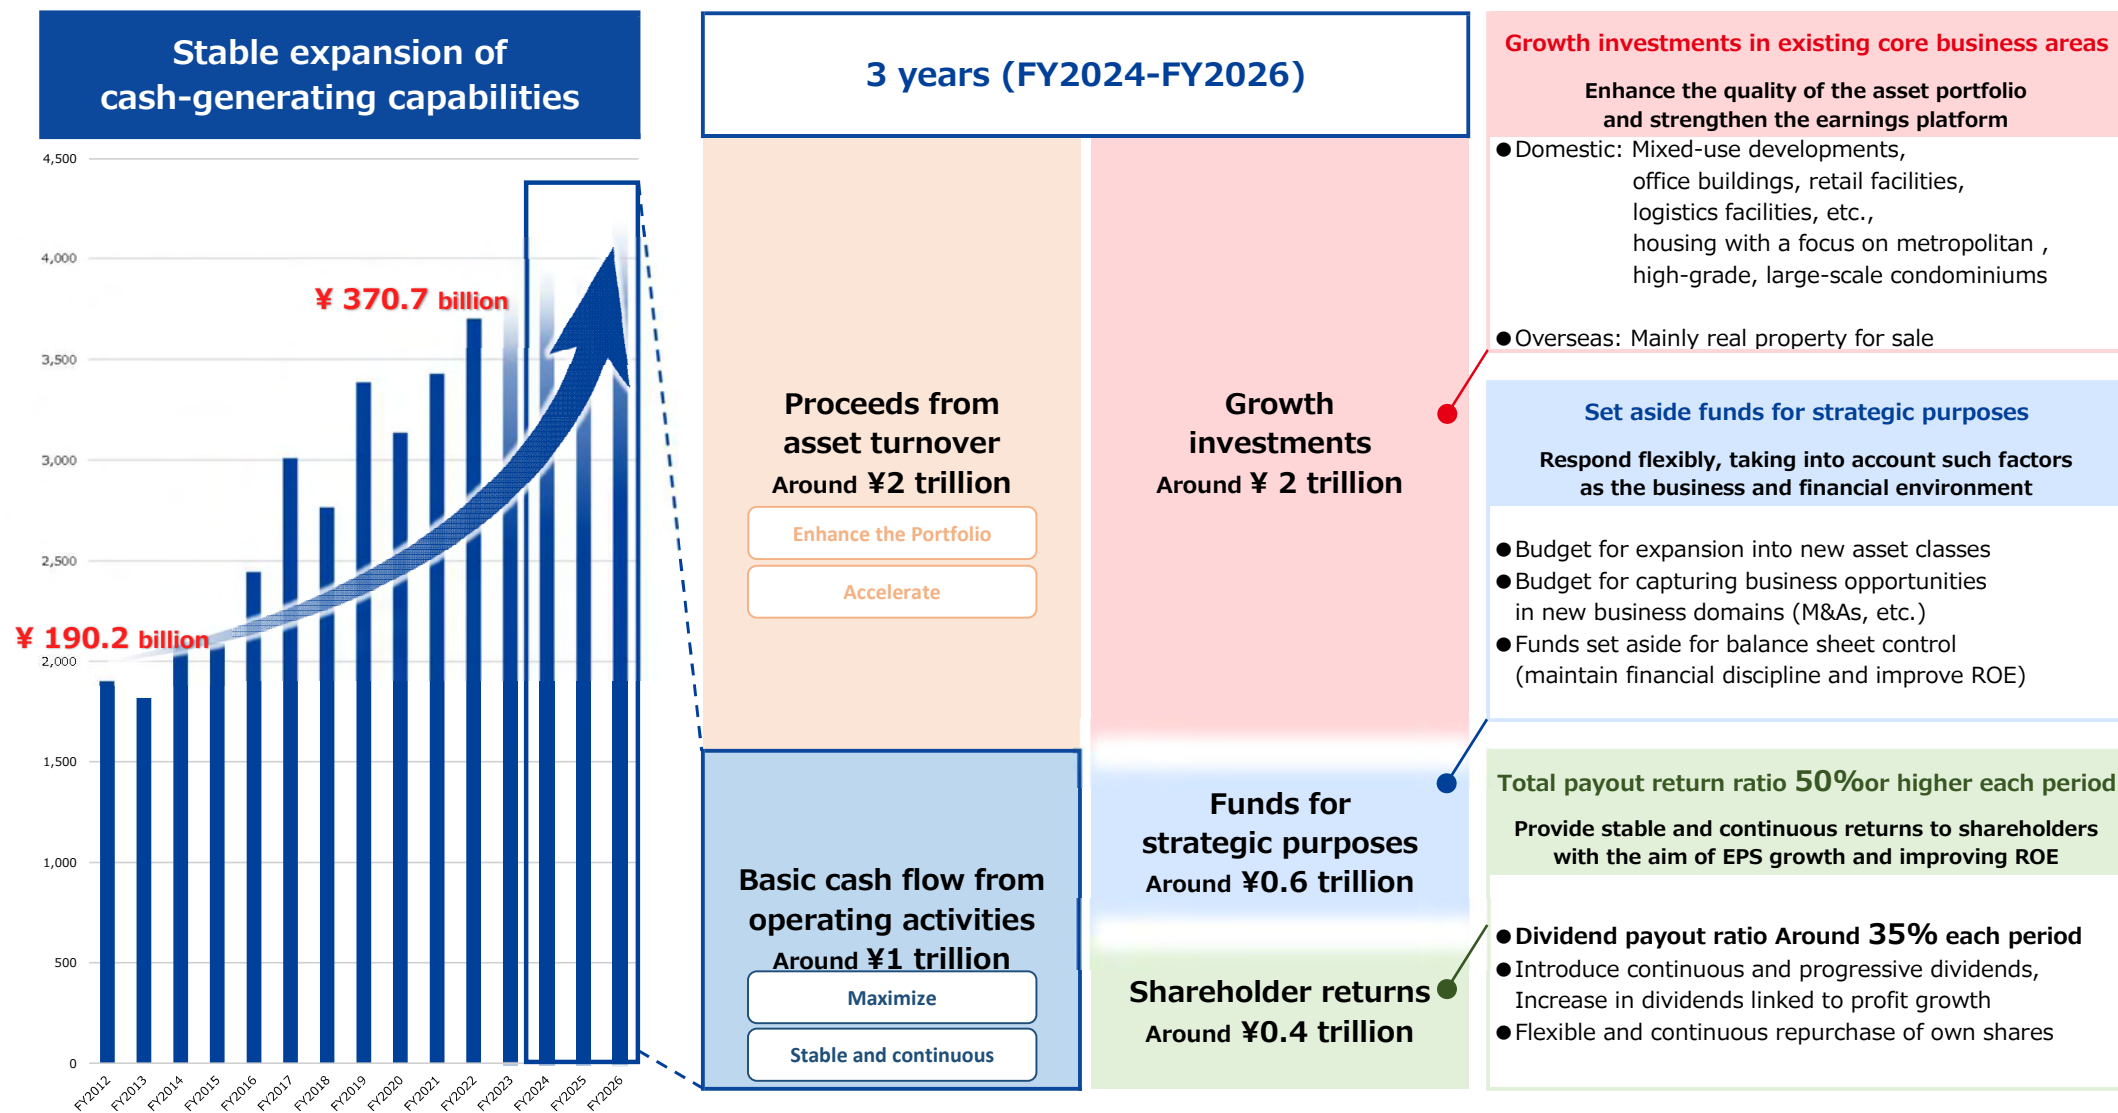 Stable expansion of
cash-generating capabilities
4,500
4,000
3,500
3,000
2,500
2,000
1,500
1,000
500
0
¥ 370.7 billion
¥ 190.2 billion
FY2012
FY2013
FY2014
FY2015
FY2016
FY2017
FY2018
FY2019
FY2020
FY2021
FY2022
FY2023
FY2024
FY2025
FY2026
3 years (FY2024-FY2026)
Proceeds from
asset turnover
Around ¥2 trillion
Enhance the Portfolio
Accelerate
Basic cash flow from
operating activities
Around ¥1 trillion
Maximize
Stable and continuous
Growth
investments
Around ¥ 2 trillion
Funds for
strategic purposes
Around ¥0.6 trillion
Shareholder returns
Around ¥0.4 trillion
Growth investments in existing core business areas
Enhance the quality of the asset portfolio
and strengthen the earnings platform
●Domestic: Mixed-use developments,
office buildings, retail facilities,
logistics facilities, etc.,
housing with a focus on metropolitan ,
high-grade, large-scale condominiums
●Overseas: Mainly real property for sale
Set aside funds for strategic purposes
Respond flexibly, taking into account such factors
as the business and financial environment
●Budget for expansion into new asset classes
●Budget for capturing business opportunities
in new business domains (M&As, etc.)
●Funds set aside for balance sheet control
(maintain financial discipline and improve ROE)
Total payout return ratio 50%or higher each period
Provide stable and continuous returns to shareholders
with the aim of EPS growth and improving ROE
●Dividend payout ratio Around 35% each period
●Introduce continuous and progressive dividends,
Increase in dividends linked to profit growth
●Flexible and continuous repurchase of own shares